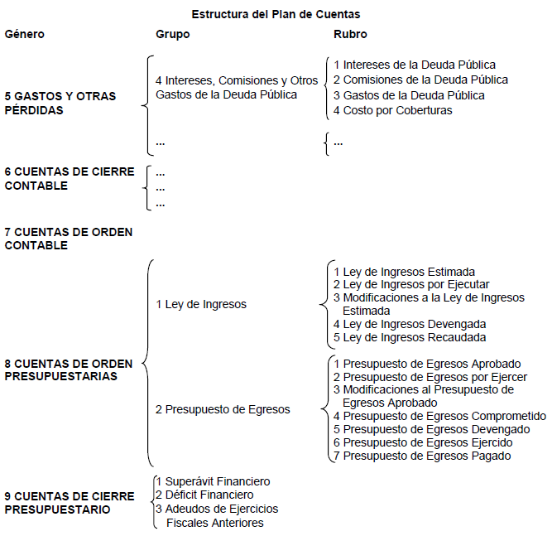 Estructura del Plan de Cuentas
Género Grupo Rubro
5 GASTOS Y OTRAS
PÉRDIDAS
4 Intereses, Comisiones y Otros
Gastos de la Deuda Pública
1 Intereses de la Deuda Pública
2 Comisiones de la Deuda Pública
3 Gastos de la Deuda Pública
4 Costo por Coberturas
...
...
6 CUENTAS DE CIERRE
CONTABLE
...
...
...
7 CUENTAS DE ORDEN
CONTABLE
8 CUENTAS DE ORDEN
PRESUPUESTARIAS
1 Ley de Ingresos
1 Ley de Ingresos Estimada
2 Ley de Ingresos por Ejecutar
3 Modificaciones a la Ley de Ingresos
Estimada
4 Ley de Ingresos Devengada
5 Ley de Ingresos Recaudada
2 Presupuesto de Egresos
1 Presupuesto de Egresos Aprobado
2 Presupuesto de Egresos por Ejercer
3 Modificaciones al Presupuesto de
Egresos Aprobado
4 Presupuesto de Egresos Comprometido
5 Presupuesto de Egresos Devengado
6 Presupuesto de Egresos Ejercido
7 Presupuesto de Egresos Pagado
9 CUENTAS DE CIERRE
PRESUPUESTARIO
1 Superávit Financiero
2 Déficit Financiero
3 Adeudos de Ejercicios
Fiscales Anteriores